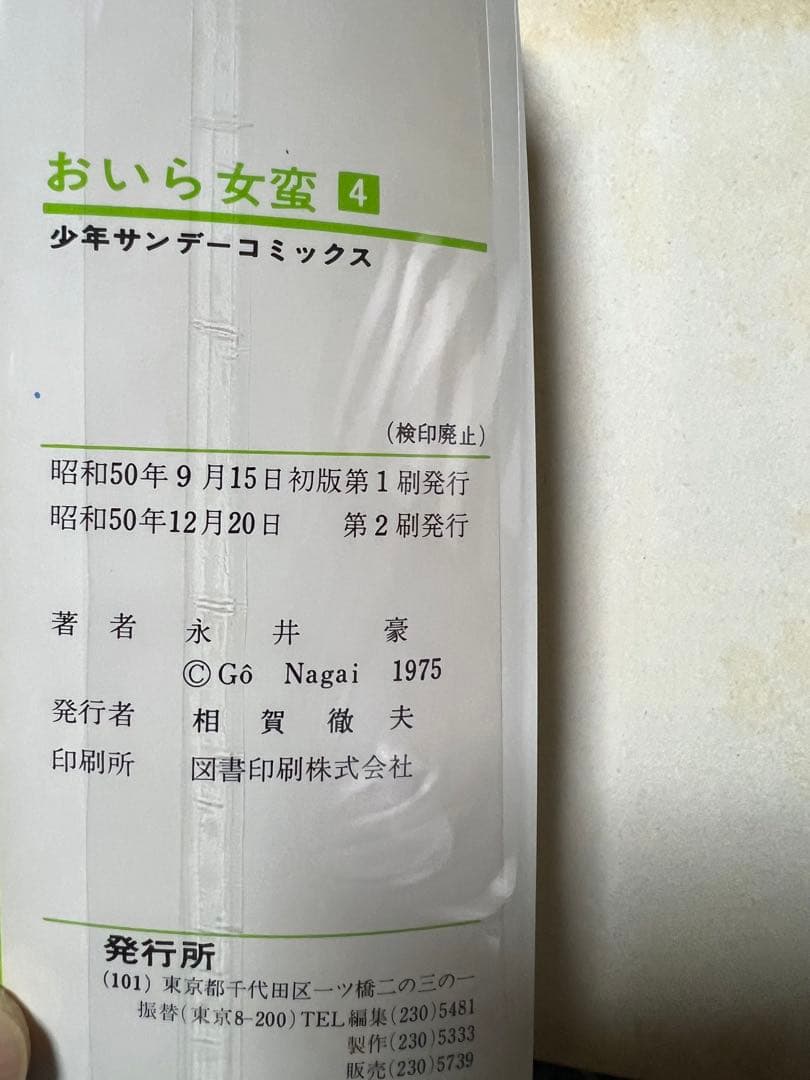 おいら女蛮 4
少年サンデーコミックス
(検印廃止)
昭和50年9月15日初版第1刷発行
昭和50年12月20日 第2刷発行
著者 永井豪
©Gô Nagai 1975
発行者 相賀徹夫
印刷所 図書印刷株式会社
発行所
(101) 東京都千代田区一ツ橋二の三の一
振替(東京8-200)TEL編集(230)5481
製作(230)5333
販売(230)5739